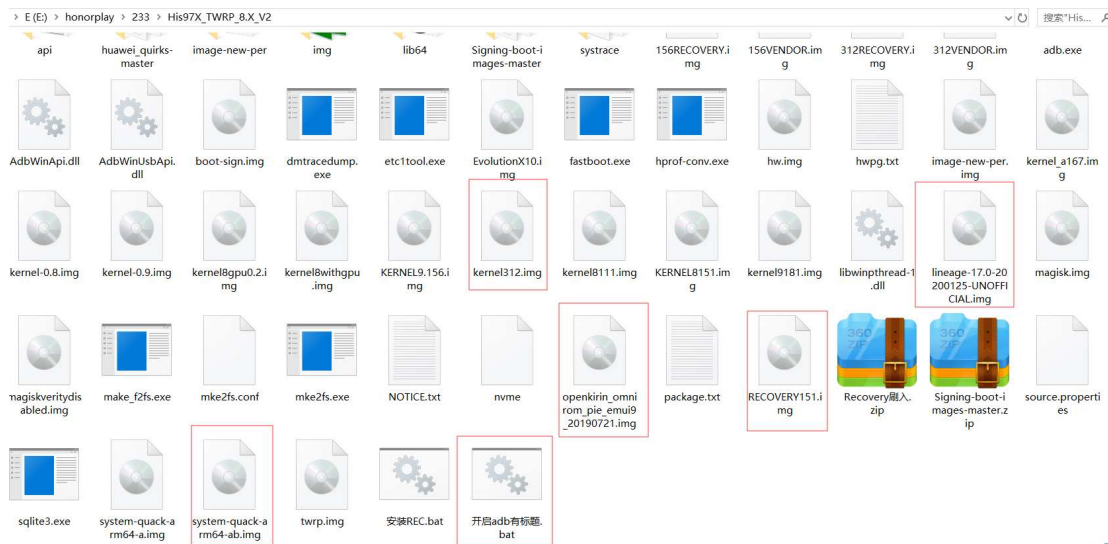 > E (E:) > honorplay > 233 > His97X_TWRP_8.X_V2
搜索"His...
api
huawei_quirks-
master
image-new-per
img
lib64
Signing-boot-i
mages-master
systrace
156RECOVERY.i
mg
156VENDOR.im
g
312RECOVERY.i
mg
312VENDOR.im
g
adb.exe
AdbWinApi.dll
AdbWinUsbApi.
dll
boot-sign.img
dmtracedump.
exe
etc1tool.exe
EvolutionX10.i
mg
fastboot.exe
hprof-conv.exe
hw.img
hwpg.txt
image-new-per.
img
kernel_a167.im
g
kernel-0.8.img
kernel-0.9.img
kernel8gpu0.2.i
mg
kernel8withgpu
.img
KERNEL9.156.i
mg
kernel312.img
kernel8111.img
KERNEL8151.im
g
kernel9181.img
libwinpthread-1
.dll
lineage-17.0-20
200125-UNOFFI
CIAL.img
magisk.img
magiskveritydis
abled.img
make_f2fs.exe
mke2fs.conf
mke2fs.exe
NOTICE.txt
nvme
openkirin_omni
rom_pie_emui9
_20190721.img
package.txt
RECOVERY151.i
mg
360
ZIP
Recovery刷入.
zip
360
ZIP
Signing-boot-i
mages-master.z
ip
source.properti
es
sqlite3.exe
system-quack-a
rm64-a.img
system-quack-a
rm64-ab.img
twrp.img
安装REC.bat
开启adb有标题.
bat